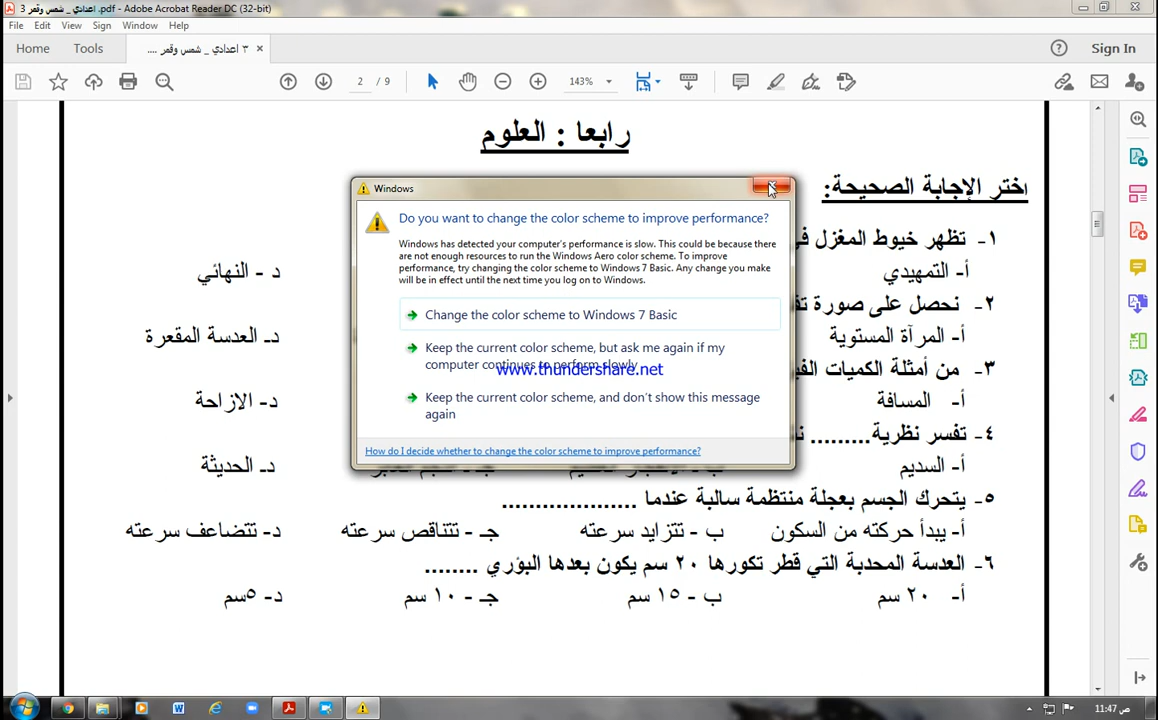 3 اعدادي _ شمس وقمر.pdf - Adobe Acrobat Reader DC (32-bit)
File Edit View Sign Window Help
Home Tools ٣ اعدادي _ شمس وقمر .... × Sign In
2 / 9 143%
رابعا : العلوم
اختر الإجابة الصحيحة:
Windows
Do you want to change the color scheme to improve performance?
Windows has detected your computer's performance is slow. This could be because there
are not enough resources to run the Windows Aero color scheme. To improve
performance, try changing the color scheme to Windows 7 Basic. Any change you make
will be in effect until the next time you log on to Windows.
Change the color scheme to Windows 7 Basic
Keep the current color scheme, but ask me again if my
computer continues to perform slowly
www.thundershare.net
Keep the current color scheme, and don't show this message
again
How do I decide whether to change the color scheme to improve performance?
١- تظهر خيوط المغزل
أ- التمهيدي د - النهائي
٢- نحصل على صورة
أ- المرآة المستوية دـ العدسة المقعرة
٣- من أمثلة الكميات
أ- المسافة د- الإزاحة
٤- تفسر نظرية.........
أ- السديم دـ الحديثة
٥- يتحرك الجسم بعجلة منتظمة سالبة عندما ....................
أ- يبدأ حركته من السكون ب - تتزايد سرعته جـ - تتناقص سرعته د- تتضاعف سرعته
٦- العدسة المحدبة التي قطر تكورها ٢٠ سم يكون بعدها البؤري ........
أ- ٢٠ سم ب - ١٥ سم جـ - ١٠ سم د- ٥سم
11:47 ص